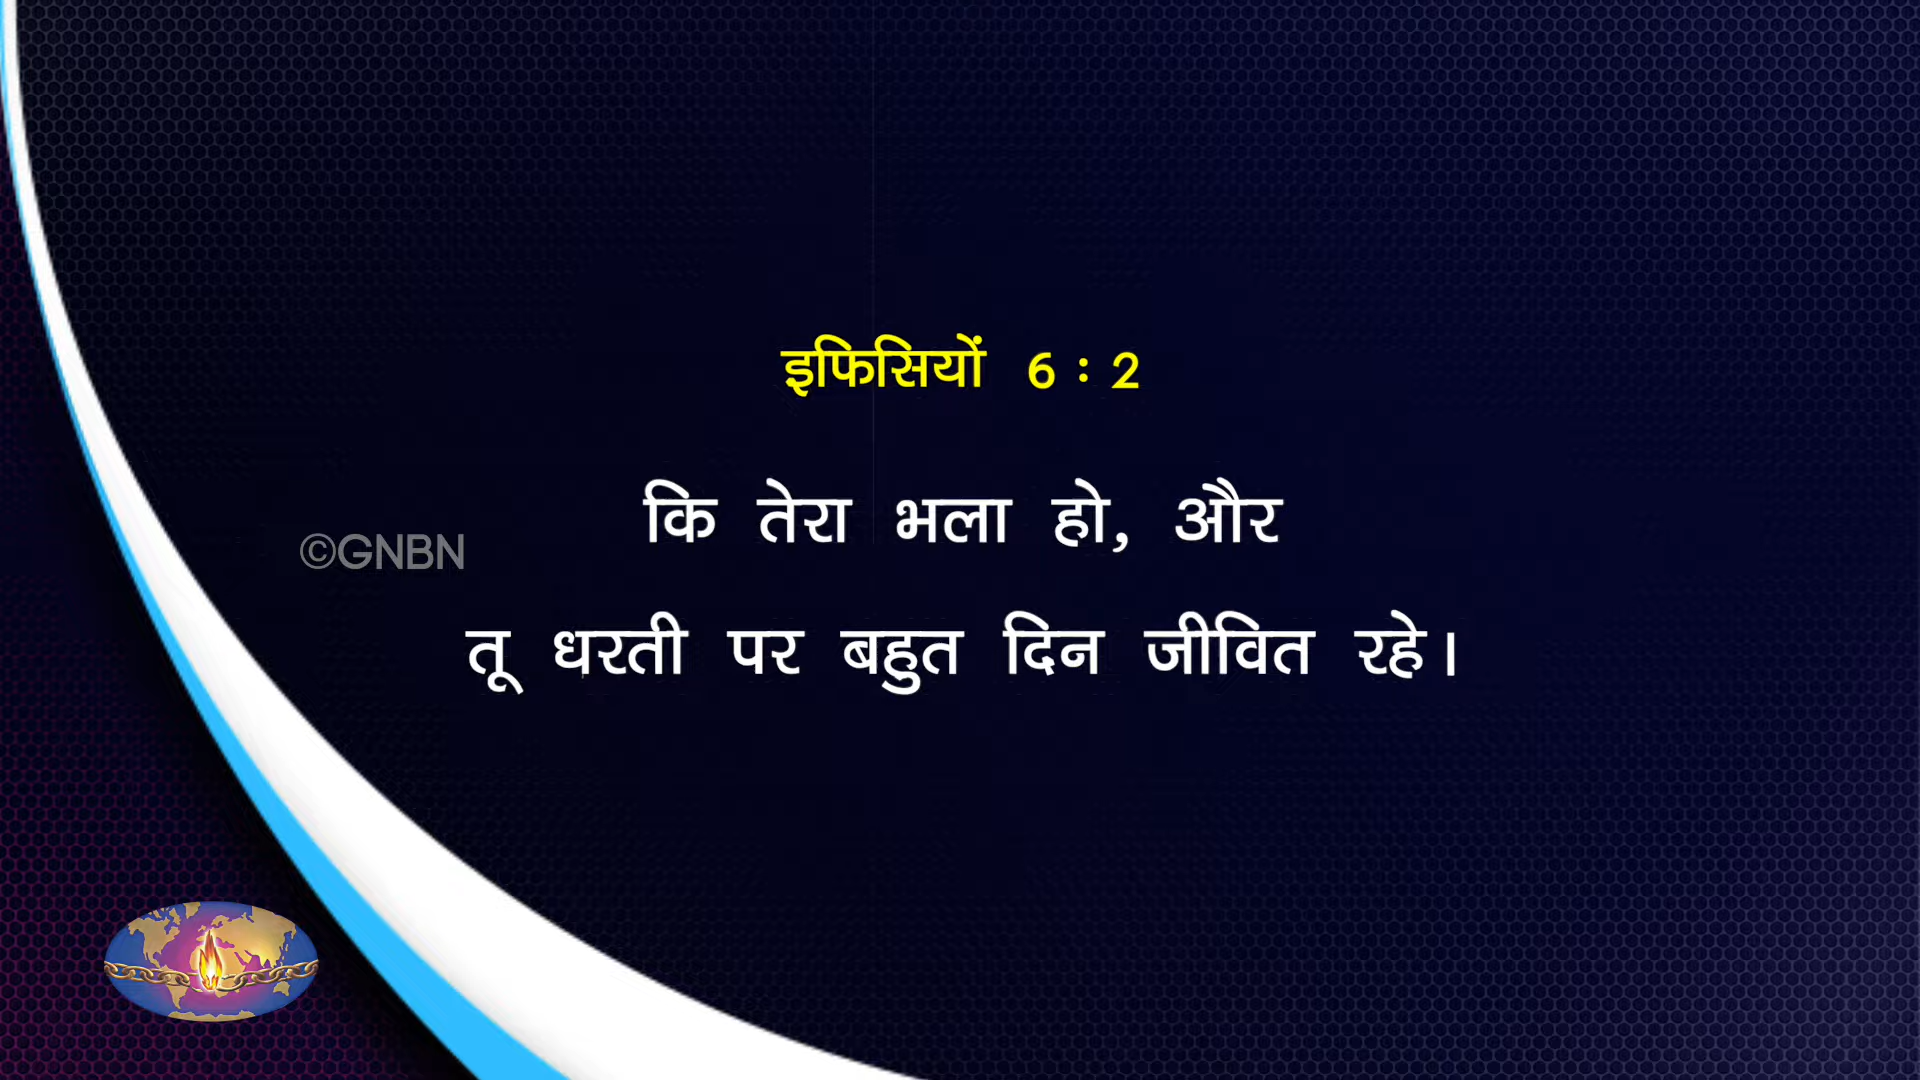 इफिसियों 6 : 2
कि तेरा भला हो, और
©GNBN
तू धरती पर बहुत दिन जीवित रहे।